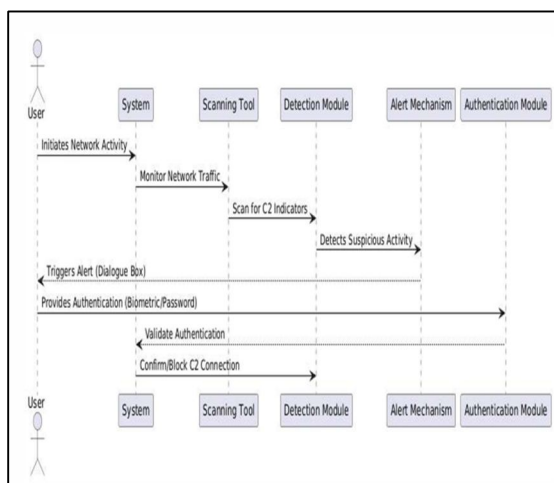 User
System
Scanning Tool
Detection Module
Alert Mechanism
Authentication Module
Initiates Network Activity
Monitor Network Traffic
Scan for C2 Indicators
Detects Suspicious Activity
Triggers Alert (Dialogue Box)
Provides Authentication (Biometric/Password)
Validate Authentication
Confirm/Block C2 Connection
User
System
Scanning Tool
Detection Module
Alert Mechanism
Authentication Module